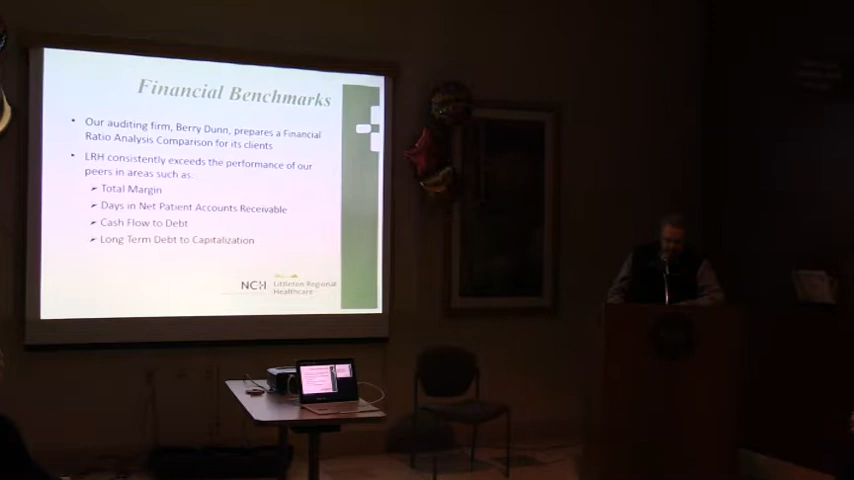 Financial Benchmarks
• Our auditing firm, Berry Dunn, prepares a Financial
Ratio Analysis Comparison for its clients
• LRH consistently exceeds the performance of our
peers in areas such as:
➢ Total Margin
➢ Days in Net Patient Accounts Receivable
➢ Cash Flow to Debt
➢ Long Term Debt to Capitalization
NCH
Littleton Regional
Healthcare